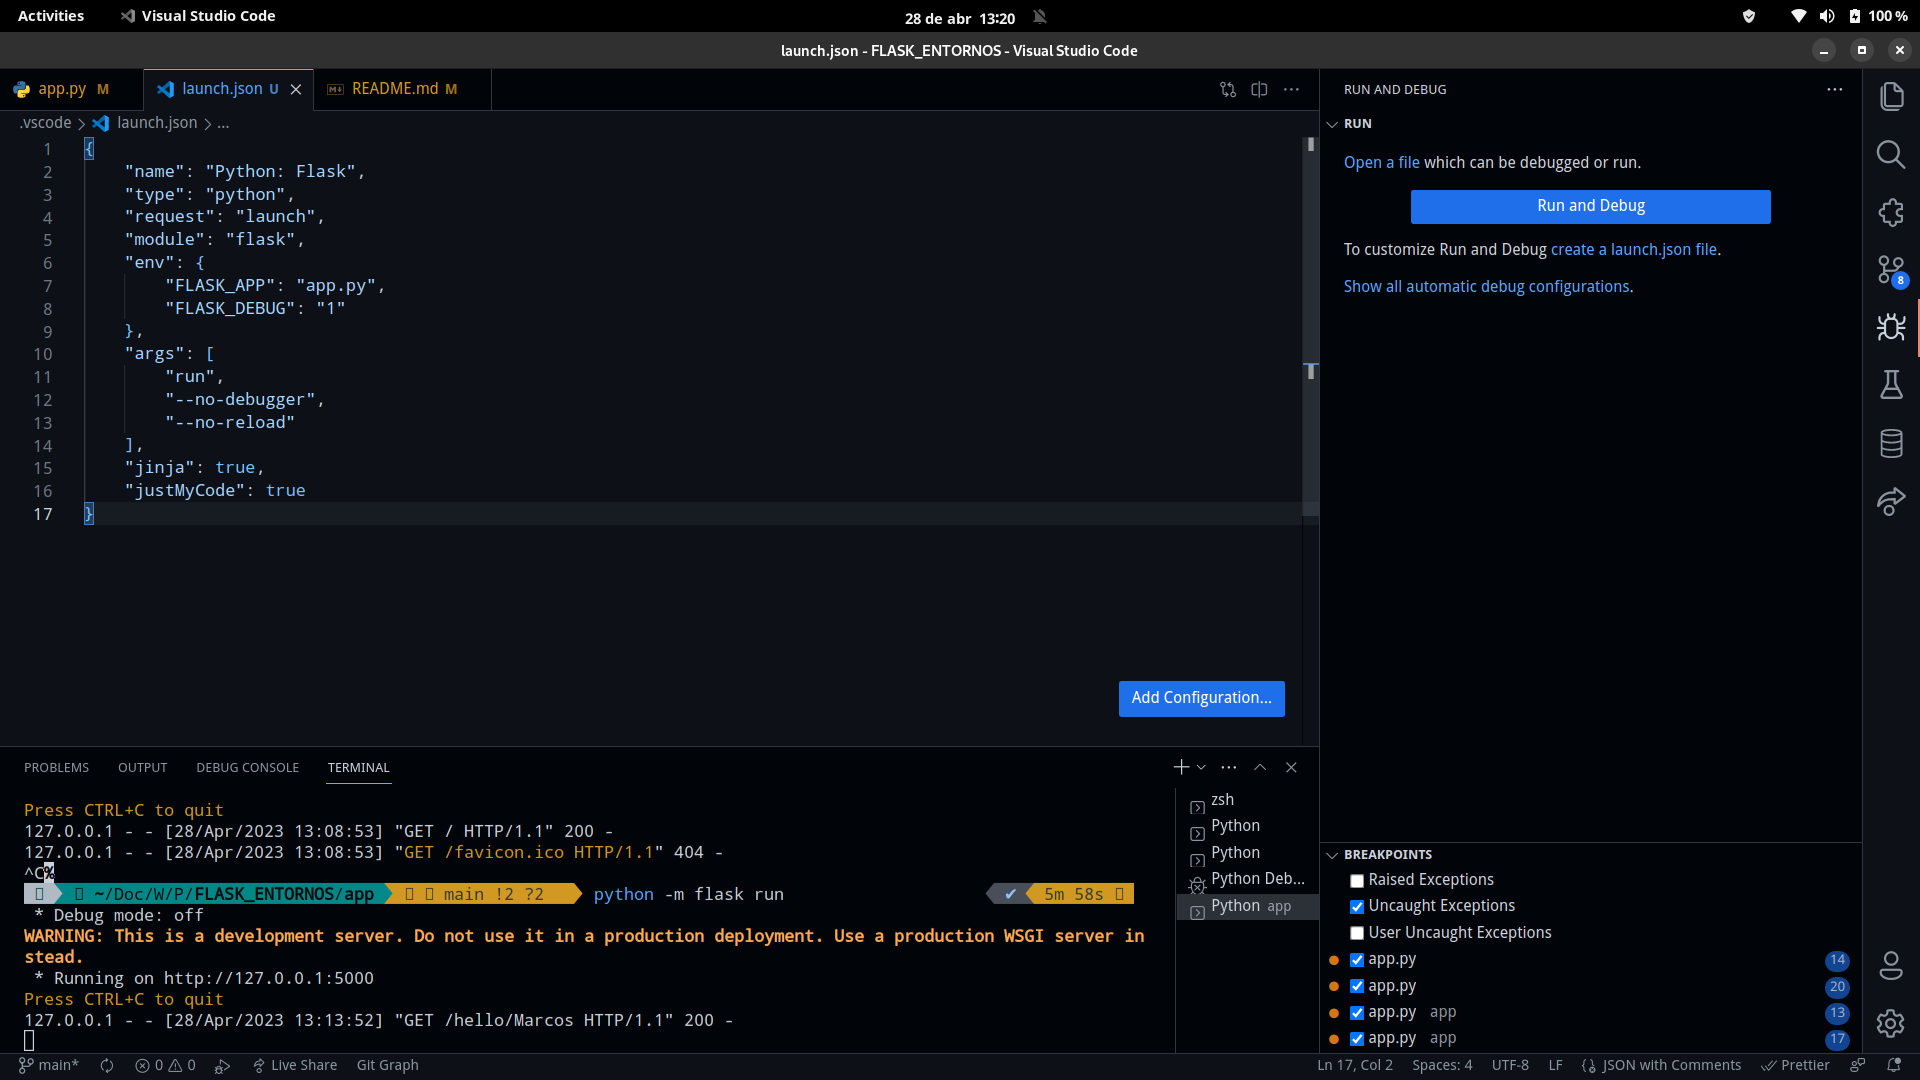 Activities
Visual Studio Code
28 de abr 13:20
100 %
launch.json - FLASK_ENTORNOS - Visual Studio Code
app.py M
launch.json U
README.md M
.vscode > launch.json > ...
1 {
2 "name": "Python: Flask",
3 "type": "python",
4 "request": "launch",
5 "module": "flask",
6 "env": {
7 "FLASK_APP": "app.py",
8 "FLASK_DEBUG": "1"
9 },
10 "args": [
11 "run",
12 "--no-debugger",
13 "--no-reload"
14 ],
15 "jinja": true,
16 "justMyCode": true
17 }
Add Configuration...
RUN AND DEBUG
RUN
Open a file which can be debugged or run.
Run and Debug
To customize Run and Debug create a launch.json file.
Show all automatic debug configurations.
8
PROBLEMS
OUTPUT
DEBUG CONSOLE
TERMINAL
Press CTRL+C to quit
127.0.0.1 - - [28/Apr/2023 13:08:53] "GET / HTTP/1.1" 200 -
127.0.0.1 - - [28/Apr/2023 13:08:53] "GET /favicon.ico HTTP/1.1" 404 -
^C%
~/Doc/W/P/FLASK_ENTORNOS/app main !2 ?2 python -m flask run ✔ 5m 58s
* Debug mode: off
WARNING: This is a development server. Do not use it in a production deployment. Use a production WSGI server in
stead.
* Running on http://127.0.0.1:5000
Press CTRL+C to quit
127.0.0.1 - - [28/Apr/2023 13:13:52] "GET /hello/Marcos HTTP/1.1" 200 -
zsh
Python
Python
Python Deb...
Python app
BREAKPOINTS
Raised Exceptions
Uncaught Exceptions
User Uncaught Exceptions
app.py 14
app.py 20
app.py app 13
app.py app 17
main*
0 0
Live Share
Git Graph
Ln 17, Col 2
Spaces: 4
UTF-8
LF
{} JSON with Comments
Prettier